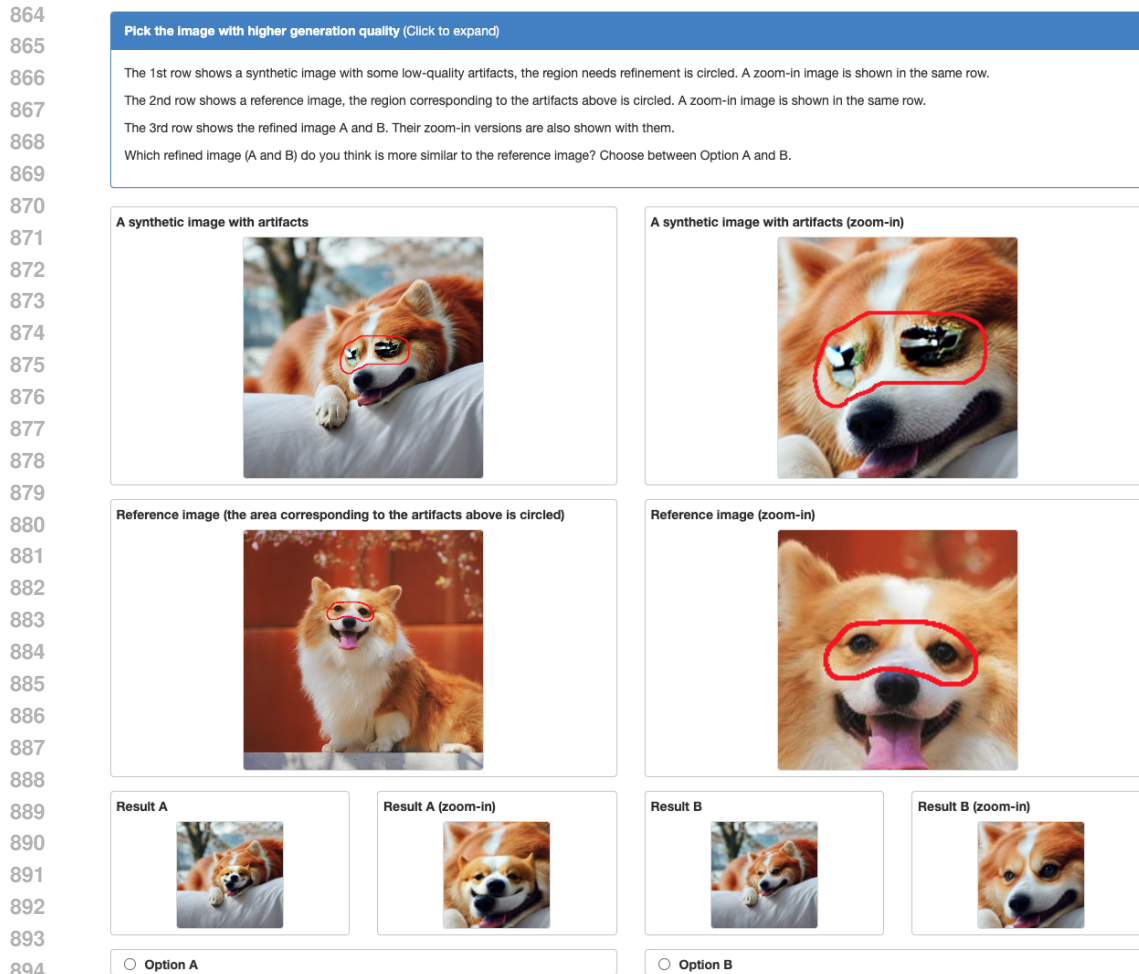 864
865
866
867
868
869
870
871
872
873
874
875
876
877
878
879
880
881
882
883
884
885
886
887
888
889
890
891
892
893
894
Pick the image with higher generation quality (Click to expand)
The 1st row shows a synthetic image with some low-quality artifacts, the region needs refinement is circled. A zoom-in image is shown in the same row.
The 2nd row shows a reference image, the region corresponding to the artifacts above is circled. A zoom-in image is shown in the same row.
The 3rd row shows the refined image A and B. Their zoom-in versions are also shown with them.
Which refined image (A and B) do you think is more similar to the reference image? Choose between Option A and B.
A synthetic image with artifacts
A synthetic image with artifacts (zoom-in)
Reference image (the area corresponding to the artifacts above is circled)
Reference image (zoom-in)
Result A
Result A (zoom-in)
Result B
Result B (zoom-in)
Option A
Option B